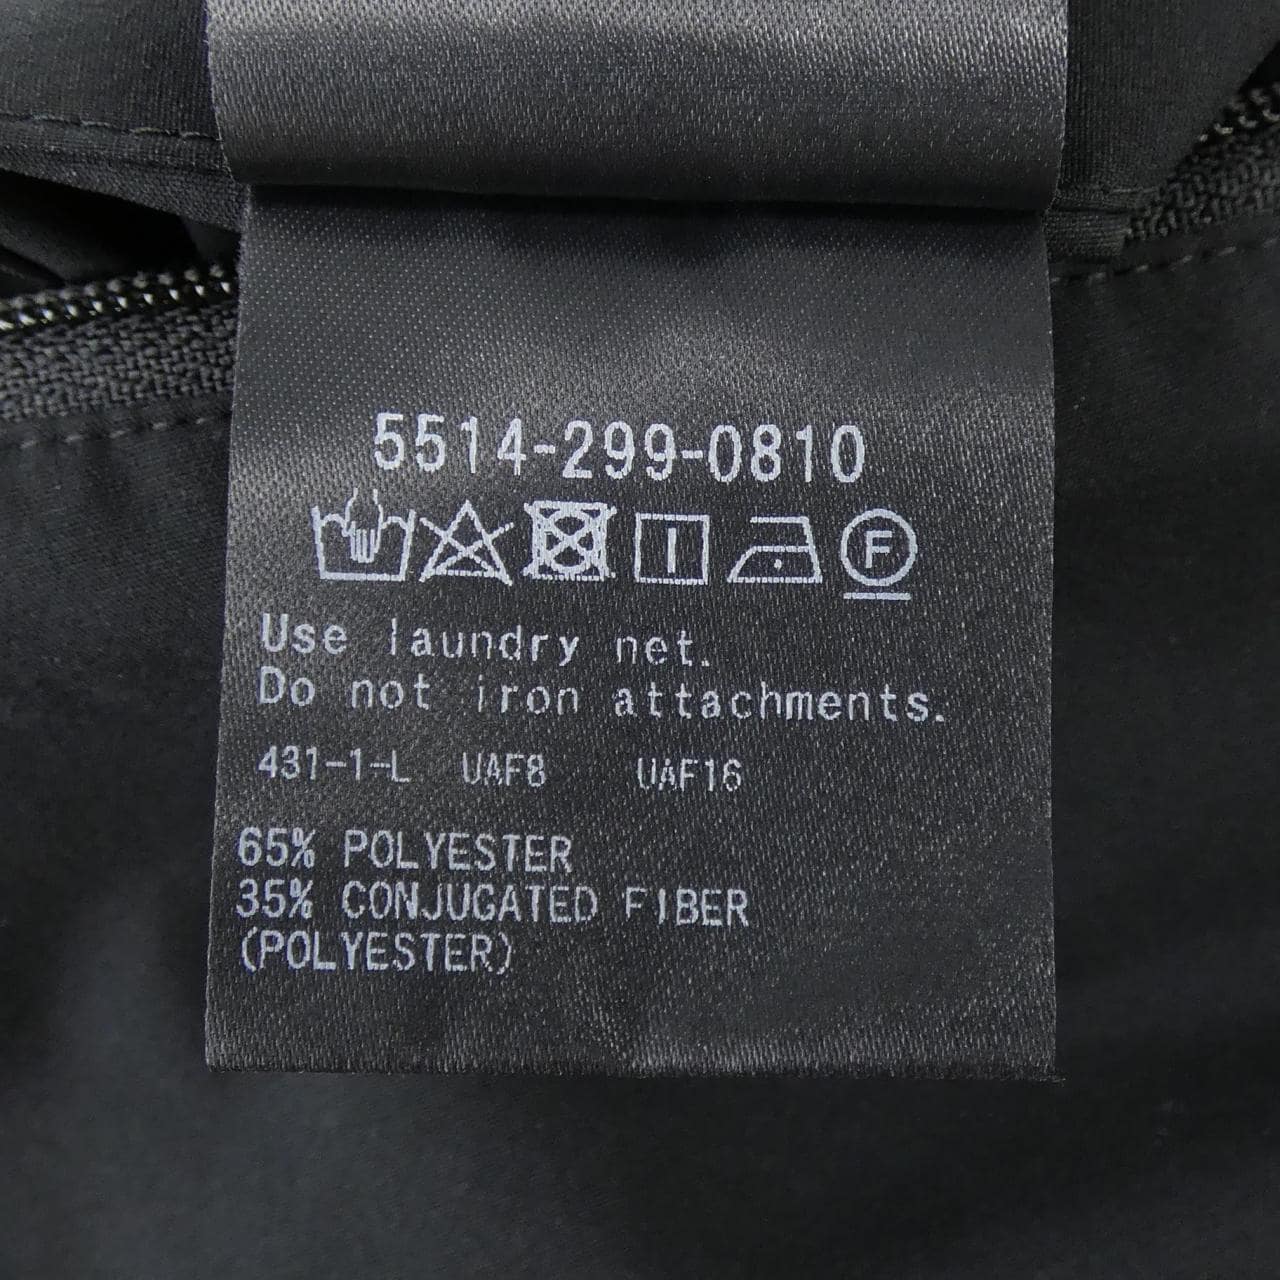 5514-299-0810
F
Use laundry net.
Do not iron attachments.
431-1-L UAF8 UAF16
65% POLYESTER
35% CONJUGATED FIBER
(POLYESTER)